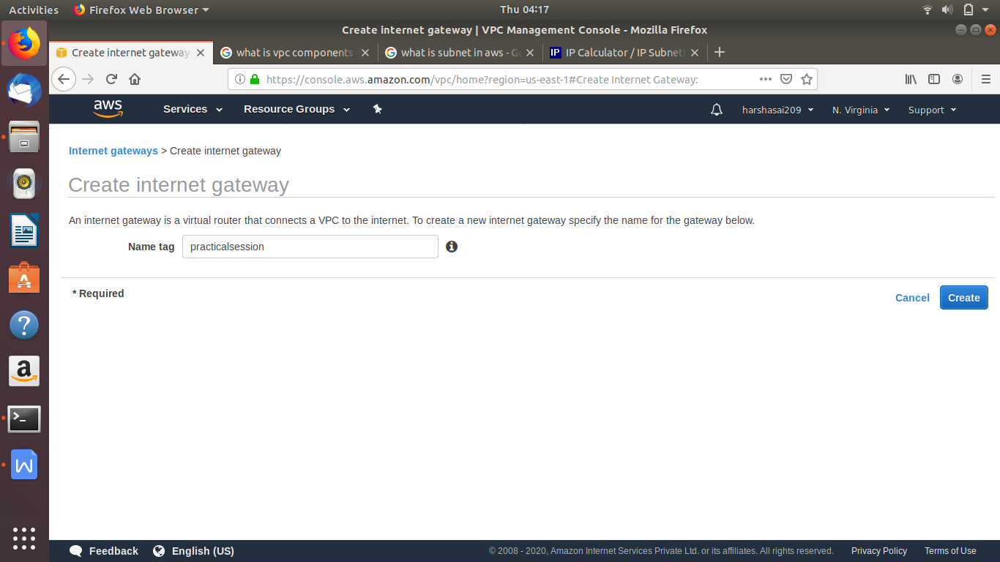 Activities Firefox Web Browser Thu 04:17
Create internet gateway | VPC Management Console - Mozilla Firefox
Create internet gateway what is vpc components what is subnet in aws - Go IP IP Calculator / IP Subnett
https://console.aws.amazon.com/vpc/home?region=us-east-1#Create Internet Gateway:
aws Services Resource Groups harshasai209 N. Virginia Support
Internet gateways > Create internet gateway
Create internet gateway
An internet gateway is a virtual router that connects a VPC to the internet. To create a new internet gateway specify the name for the gateway below.
Name tag practicalsession
* Required Cancel Create
Feedback English (US) © 2008 - 2020, Amazon Internet Services Private Ltd. or its affiliates. All rights reserved. Privacy Policy Terms of Use